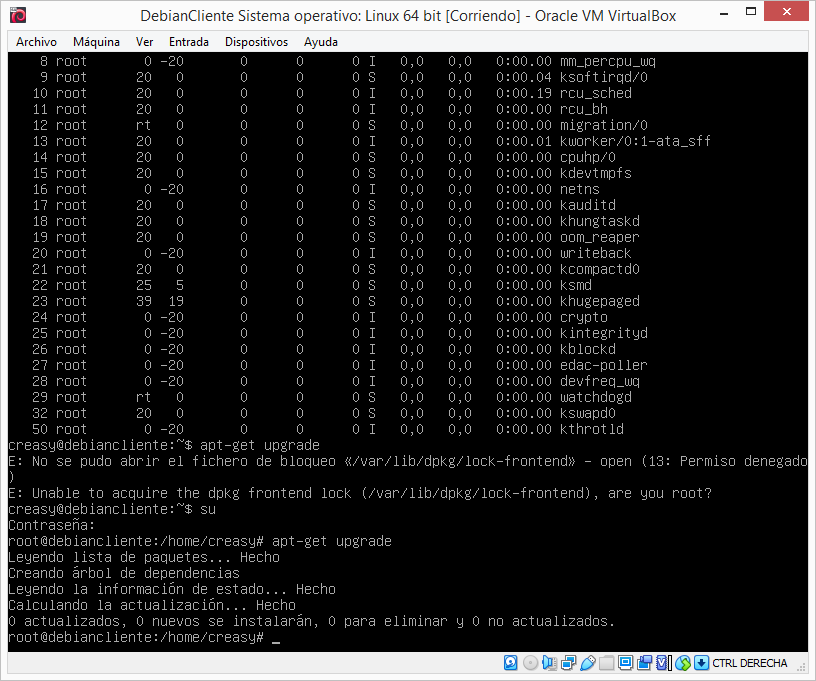 DebianCliente Sistema operativo: Linux 64 bit [Corriendo] - Oracle VM VirtualBox
Archivo Máquina Ver Entrada Dispositivos Ayuda
8 root 0 -20 0 0 0 I 0,0 0,0 0:00.00 mm_percpu_wq
9 root 20 0 0 0 0 S 0,0 0,0 0:00.04 ksoftirqd/0
10 root 20 0 0 0 0 I 0,0 0,0 0:00.19 rcu_sched
11 root 20 0 0 0 0 I 0,0 0,0 0:00.00 rcu_bh
12 root rt 0 0 0 0 S 0,0 0,0 0:00.00 migration/0
13 root 20 0 0 0 0 I 0,0 0,0 0:00.01 kworker/0:1-ata_sff
14 root 20 0 0 0 0 S 0,0 0,0 0:00.00 cpuhp/0
15 root 20 0 0 0 0 S 0,0 0,0 0:00.00 kdevtmpfs
16 root 0 -20 0 0 0 I 0,0 0,0 0:00.00 netns
17 root 20 0 0 0 0 S 0,0 0,0 0:00.00 kauditd
18 root 20 0 0 0 0 S 0,0 0,0 0:00.00 khungtaskd
19 root 20 0 0 0 0 S 0,0 0,0 0:00.00 oom_reaper
20 root 0 -20 0 0 0 I 0,0 0,0 0:00.00 writeback
21 root 20 0 0 0 0 S 0,0 0,0 0:00.00 kcompactd0
22 root 25 5 0 0 0 S 0,0 0,0 0:00.00 ksmd
23 root 39 19 0 0 0 S 0,0 0,0 0:00.00 khugepaged
24 root 0 -20 0 0 0 I 0,0 0,0 0:00.00 crypto
25 root 0 -20 0 0 0 I 0,0 0,0 0:00.00 kintegrityd
26 root 0 -20 0 0 0 I 0,0 0,0 0:00.00 kblockd
27 root 0 -20 0 0 0 I 0,0 0,0 0:00.00 edac-poller
28 root 0 -20 0 0 0 I 0,0 0,0 0:00.00 devfreq_wq
29 root rt 0 0 0 0 S 0,0 0,0 0:00.00 watchdogd
32 root 20 0 0 0 0 S 0,0 0,0 0:00.00 kswapd0
50 root 0 -20 0 0 0 I 0,0 0,0 0:00.00 kthrotld
creasy@debiancliente:~$ apt-get upgrade
E: No se pudo abrir el fichero de bloqueo «/var/lib/dpkg/lock-frontend» - open (13: Permiso denegado
)
E: Unable to acquire the dpkg frontend lock (/var/lib/dpkg/lock-frontend), are you root?
creasy@debiancliente:~$ su
Contraseña:
root@debiancliente:/home/creasy# apt-get upgrade
Leyendo lista de paquetes... Hecho
Creando árbol de dependencias
Leyendo la información de estado... Hecho
Calculando la actualización... Hecho
0 actualizados, 0 nuevos se instalarán, 0 para eliminar y 0 no actualizados.
root@debiancliente:/home/creasy# _
CTRL DERECHA